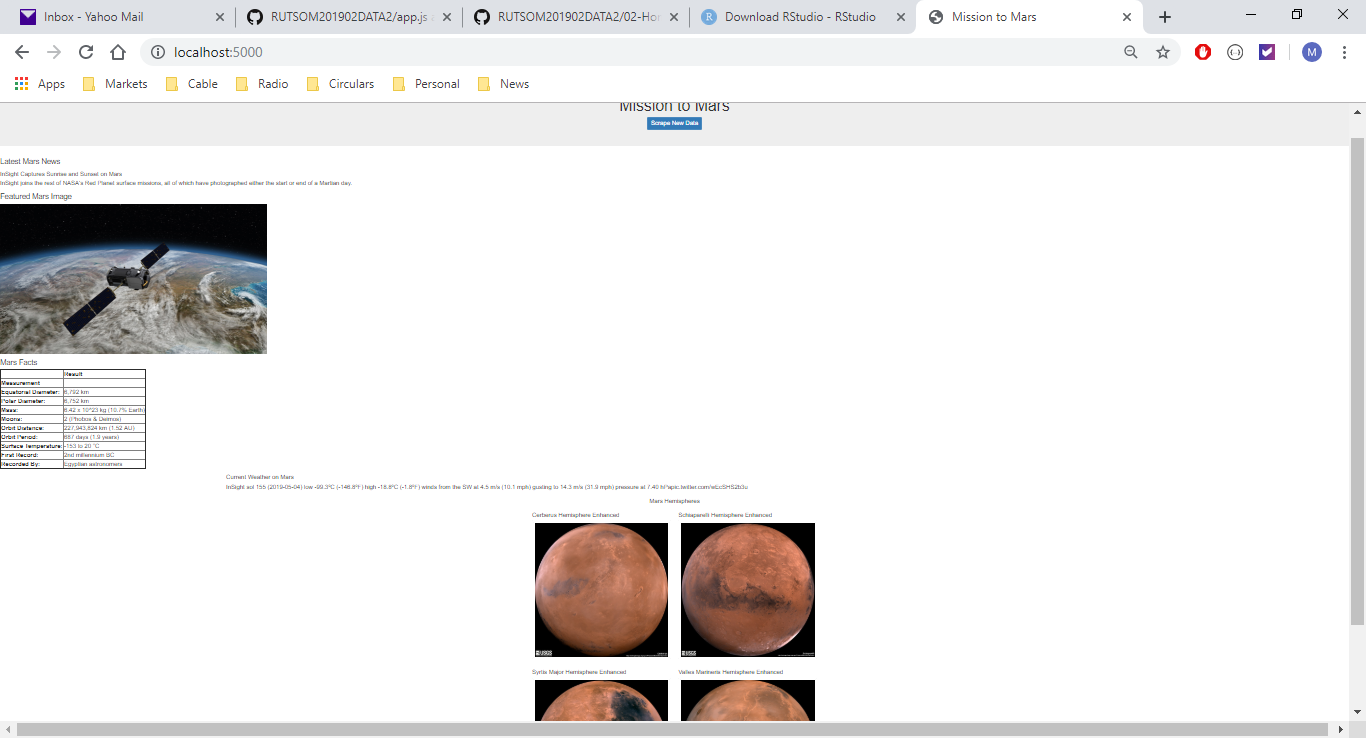 Inbox - Yahoo Mail
RUTSOM201902DATA2/app.js
RUTSOM201902DATA2/02-Ho
Download RStudio - RStudio
Mission to Mars
localhost:5000
M
Apps Markets Cable Radio Circulars Personal News
Mission to Mars
Scrape New Data
Latest Mars News
InSight Captures Sunrise and Sunset on Mars
InSight joins the rest of NASA's Red Planet surface missions, all of which have photographed either the start or end of a Martian day.
Featured Mars Image
Mars Facts
Result
Measurement
Equatorial Diameter: 6,792 km
Polar Diameter: 6,752 km
Mass: 6.42 x 10^23 kg (10.7% Earth)
Moons: 2 (Phobos & Deimos)
Orbit Distance: 227,943,824 km (1.52 AU)
Orbit Period: 687 days (1.9 years)
Surface Temperature: -153 to 20 °C
First Record: 2nd millennium BC
Recorded By: Egyptian astronomers
Current Weather on Mars
InSight sol 155 (2019-05-04) low -99.3ºC (-146.8ºF) high -18.8ºC (-1.8ºF) winds from the SW at 4.5 m/s (10.1 mph) gusting to 14.3 m/s (31.9 mph) pressure at 7.40 hPapic.twitter.com/wEcSHS2b3u
Mars Hemispheres
Cerberus Hemisphere Enhanced
Schiaparelli Hemisphere Enhanced
USGS
USGS
Syrtis Major Hemisphere Enhanced
Valles Marineris Hemisphere Enhanced